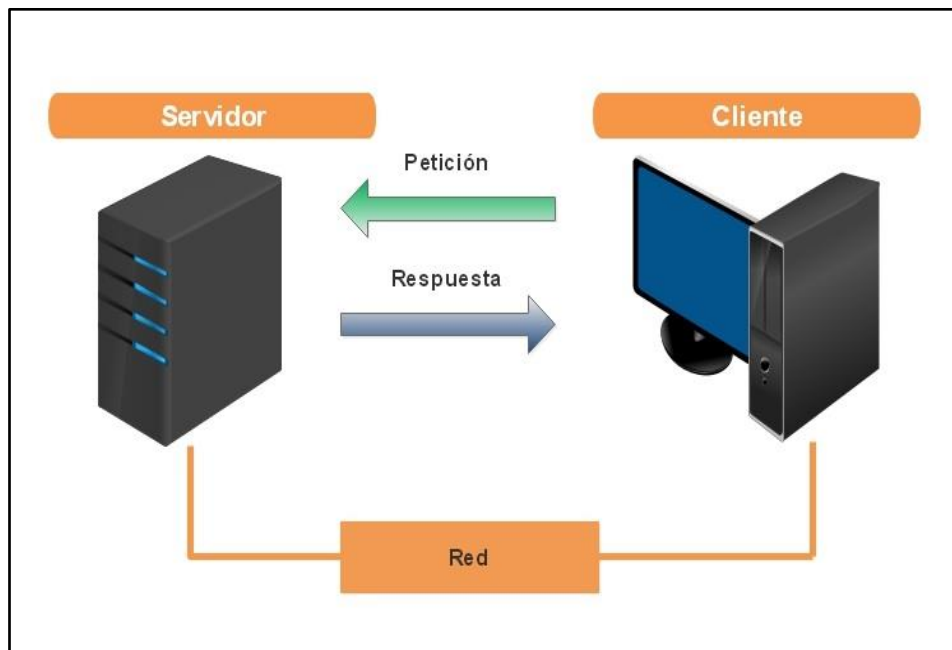 Servidor
Cliente
Petición
Respuesta
Red